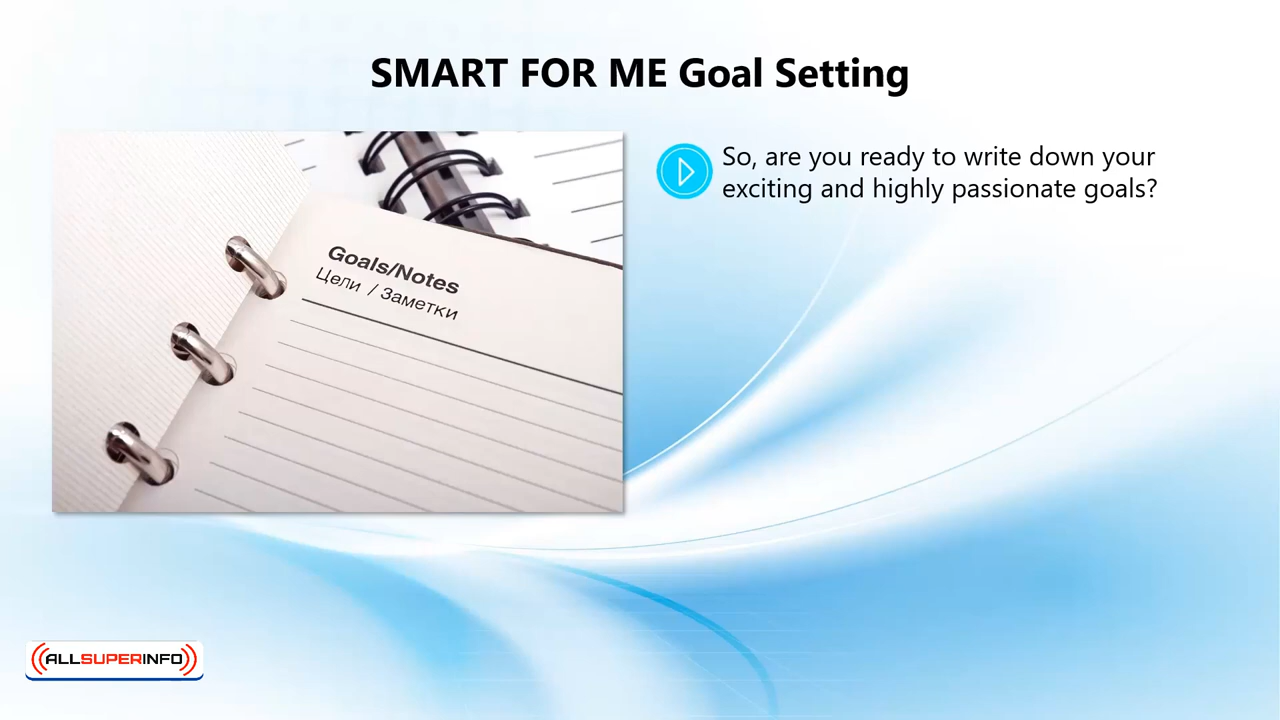 SMART FOR ME Goal Setting
So, are you ready to write down your
exciting and highly passionate goals?
Goals/Notes
Цели / Заметки
ALLSUPERINFO